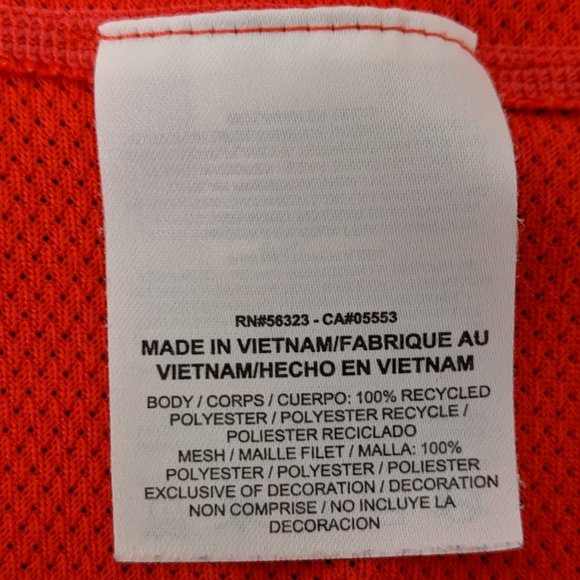 RN#56323 - CA#05553
MADE IN VIETNAM/FABRIQUE AU
VIETNAM/HECHO EN VIETNAM
BODY / CORPS / CUERPO: 100% RECYCLED
POLYESTER / POLYESTER RECYCLE /
POLIESTER RECICLADO
MESH / MAILLE FILET / MALLA: 100%
POLYESTER / POLYESTER / POLIESTER
EXCLUSIVE OF DECORATION / DECORATION
NON COMPRISE / NO INCLUYE LA
DECORACION